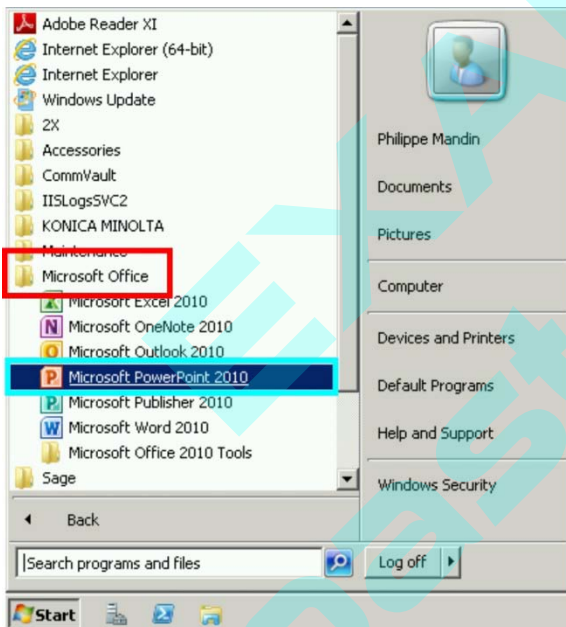 Adobe Reader XI
Internet Explorer (64-bit)
Internet Explorer
Windows Update
2X
Accessories
CommVault
IISLogsSVC2
KONICA MINOLTA
Maintenance
Microsoft Office
Microsoft Excel 2010
Microsoft OneNote 2010
Microsoft Outlook 2010
Microsoft PowerPoint 2010
Microsoft Publisher 2010
Microsoft Word 2010
Microsoft Office 2010 Tools
Sage
Back
Search programs and files
Philippe Mandin
Documents
Pictures
Computer
Devices and Printers
Default Programs
Help and Support
Windows Security
Log off
Start